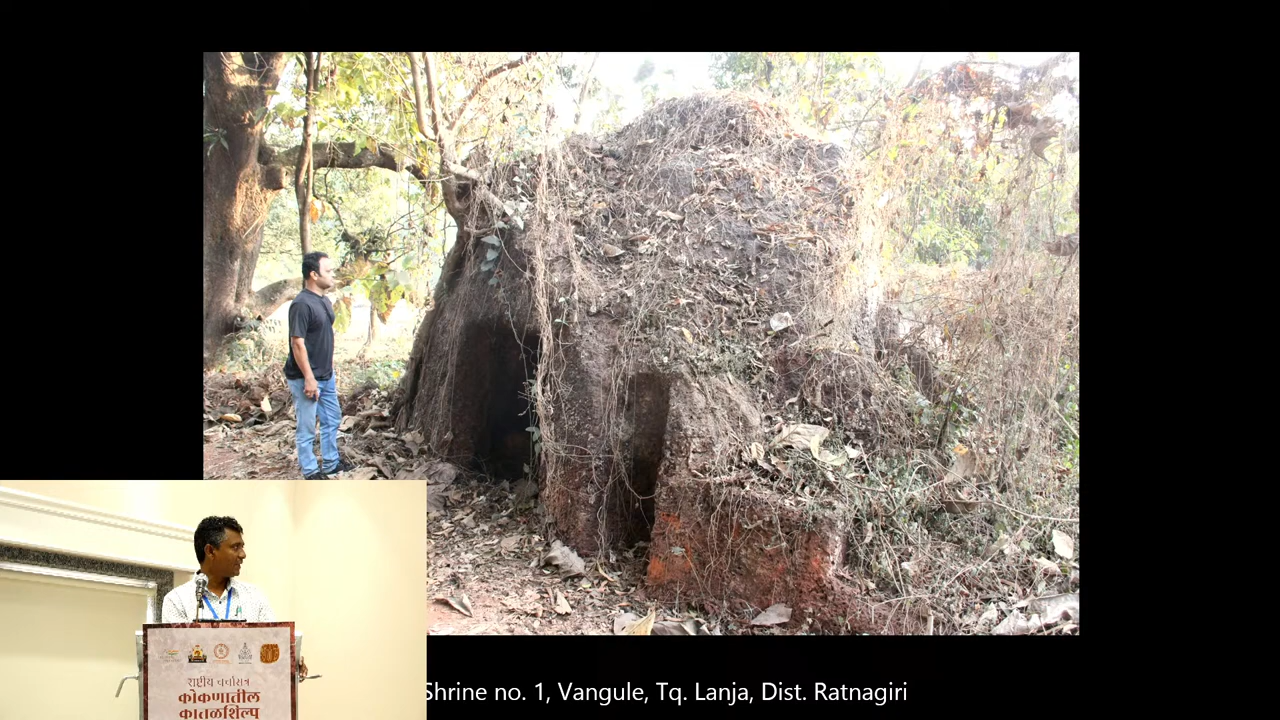 Shrine no. 1, Vangule, Tq. Lanja, Dist. Ratnagiri
राष्ट्रीय चर्चासत्र
कोकणातील
कातळशिल्प